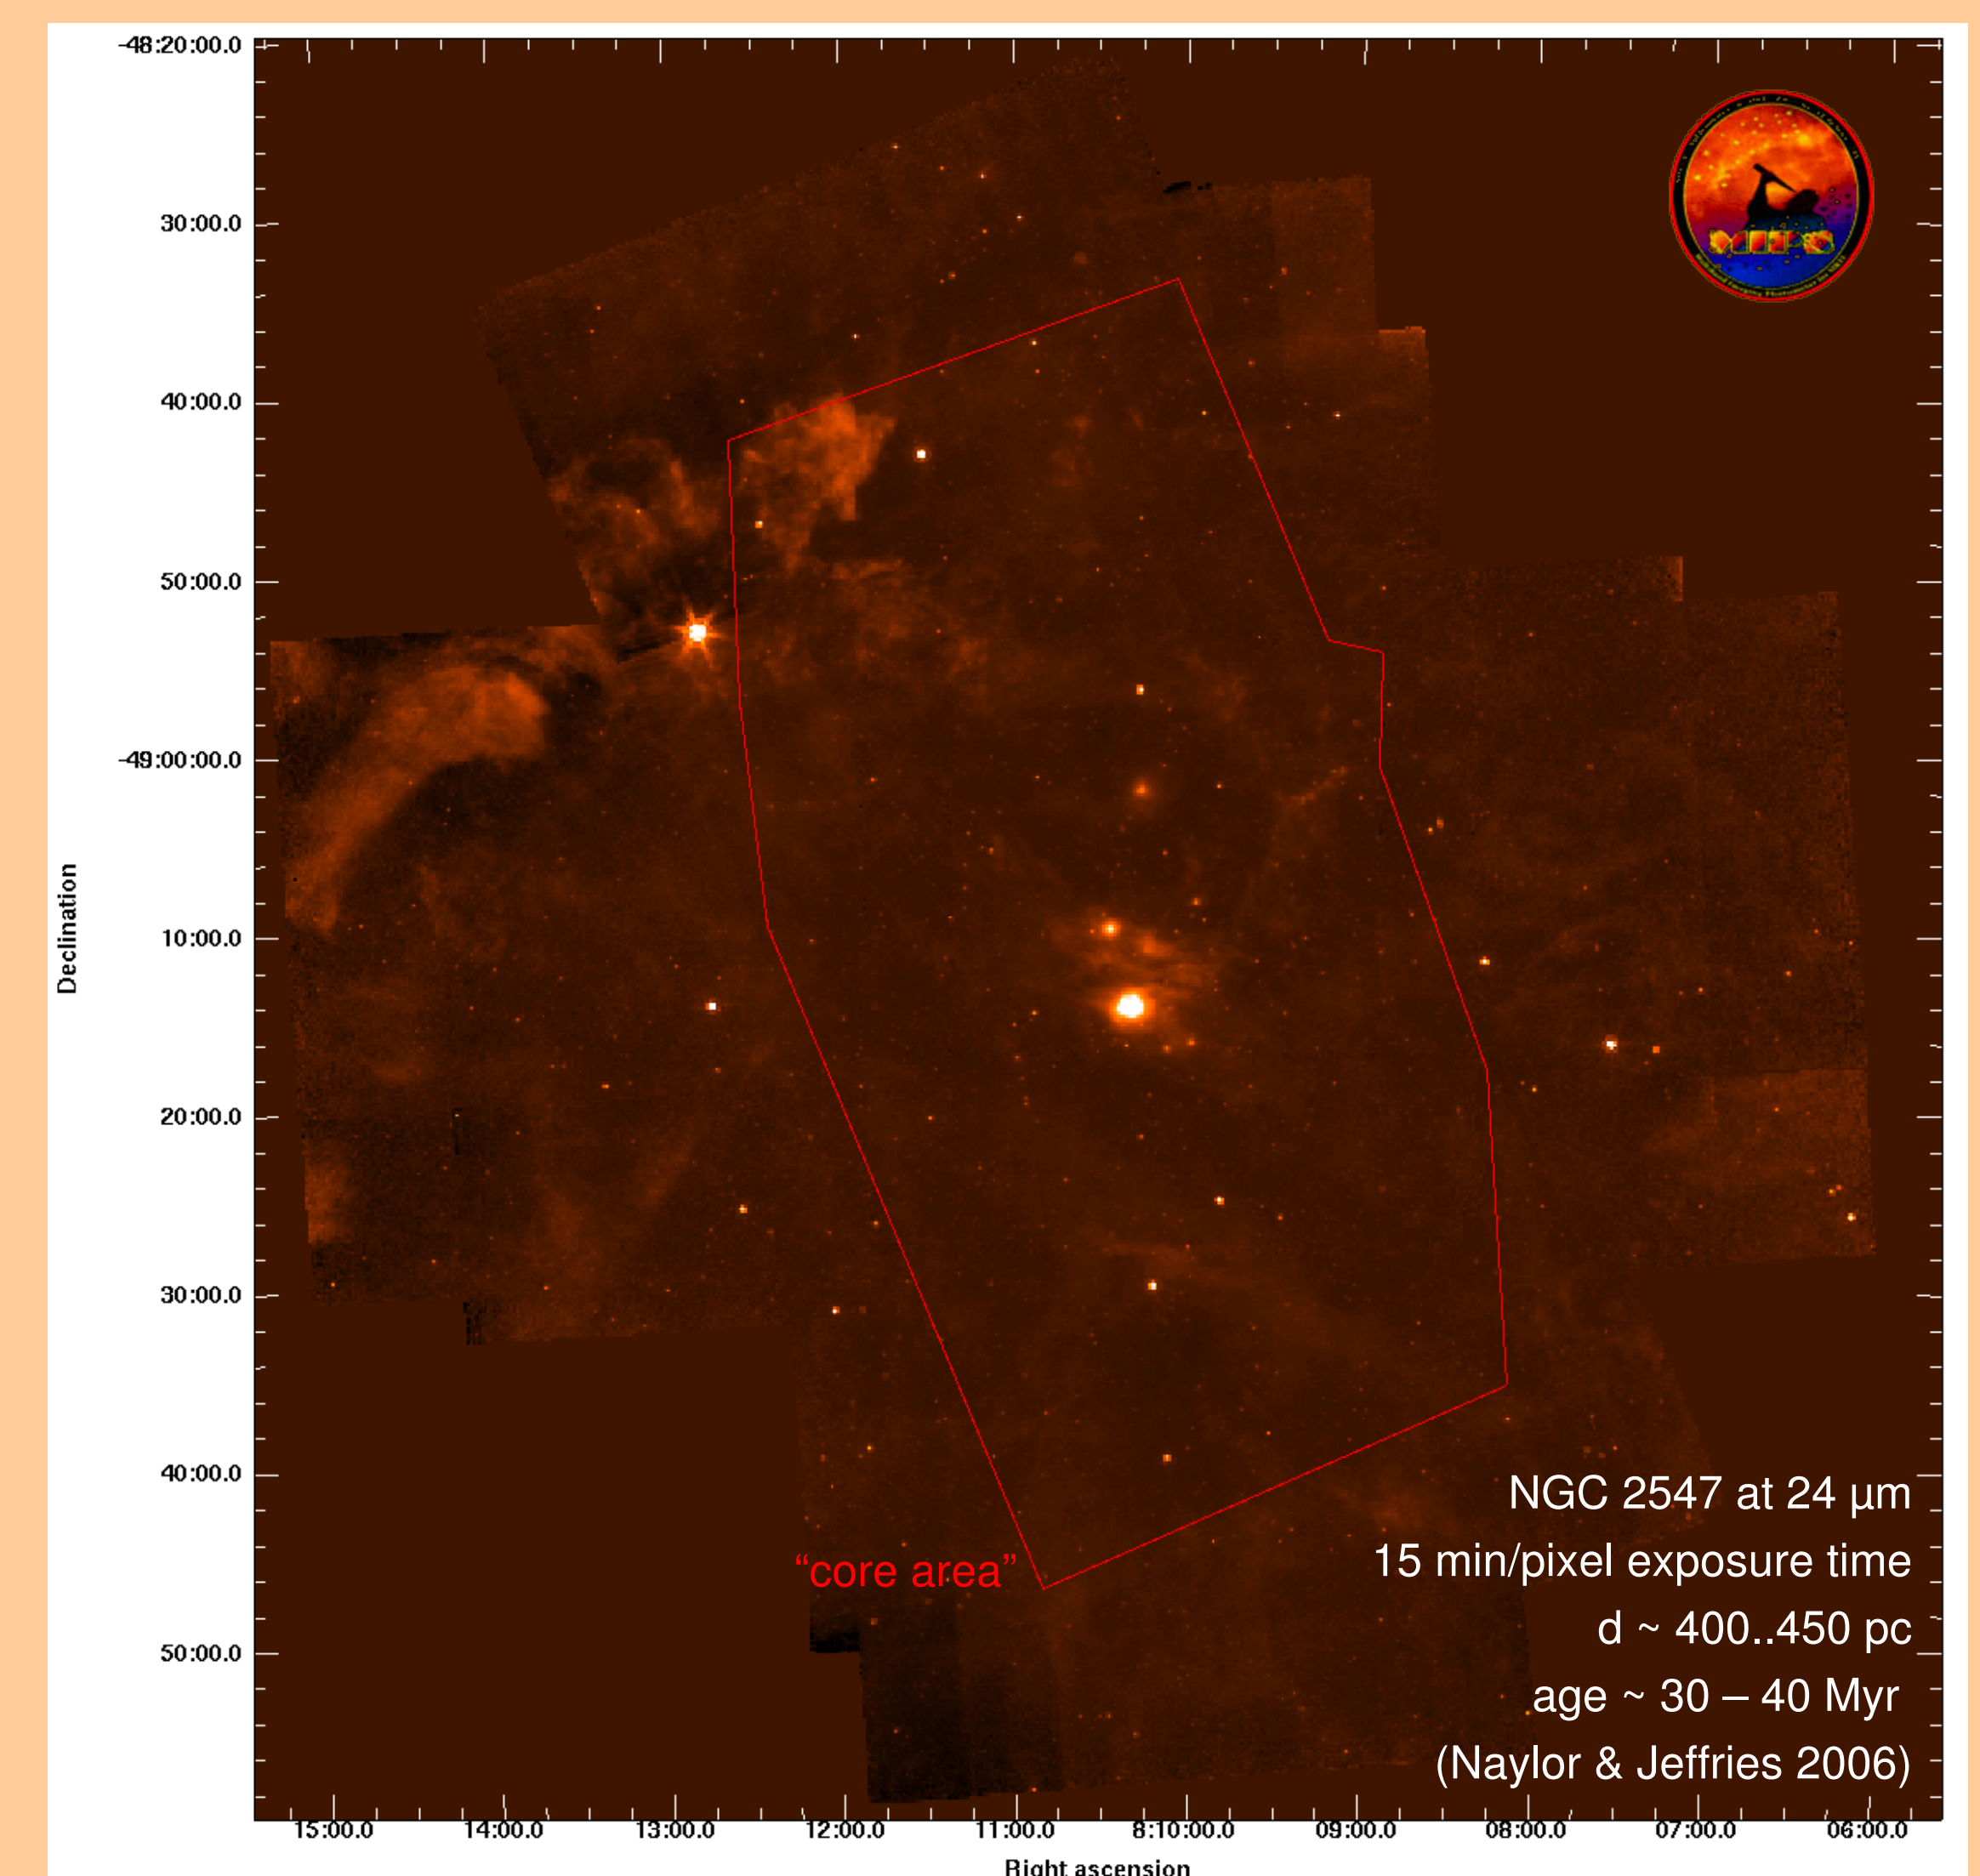 -48:20:00.0
30:00.0
40:00.0
50:00.0
-49:00:00.0
10:00.0
20:00.0
30:00.0
40:00.0
50:00.0
Declination
MIPS
"core area"
NGC 2547 at 24 µm
15 min/pixel exposure time
d ~ 400..450 pc
age ~ 30 – 40 Myr
(Naylor & Jeffries 2006)
15:00.0 14:00.0 13:00.0 12:00.0 11:00.0 8:10:00.0 09:00.0 08:00.0 07:00.0 06:00.0
Right ascension